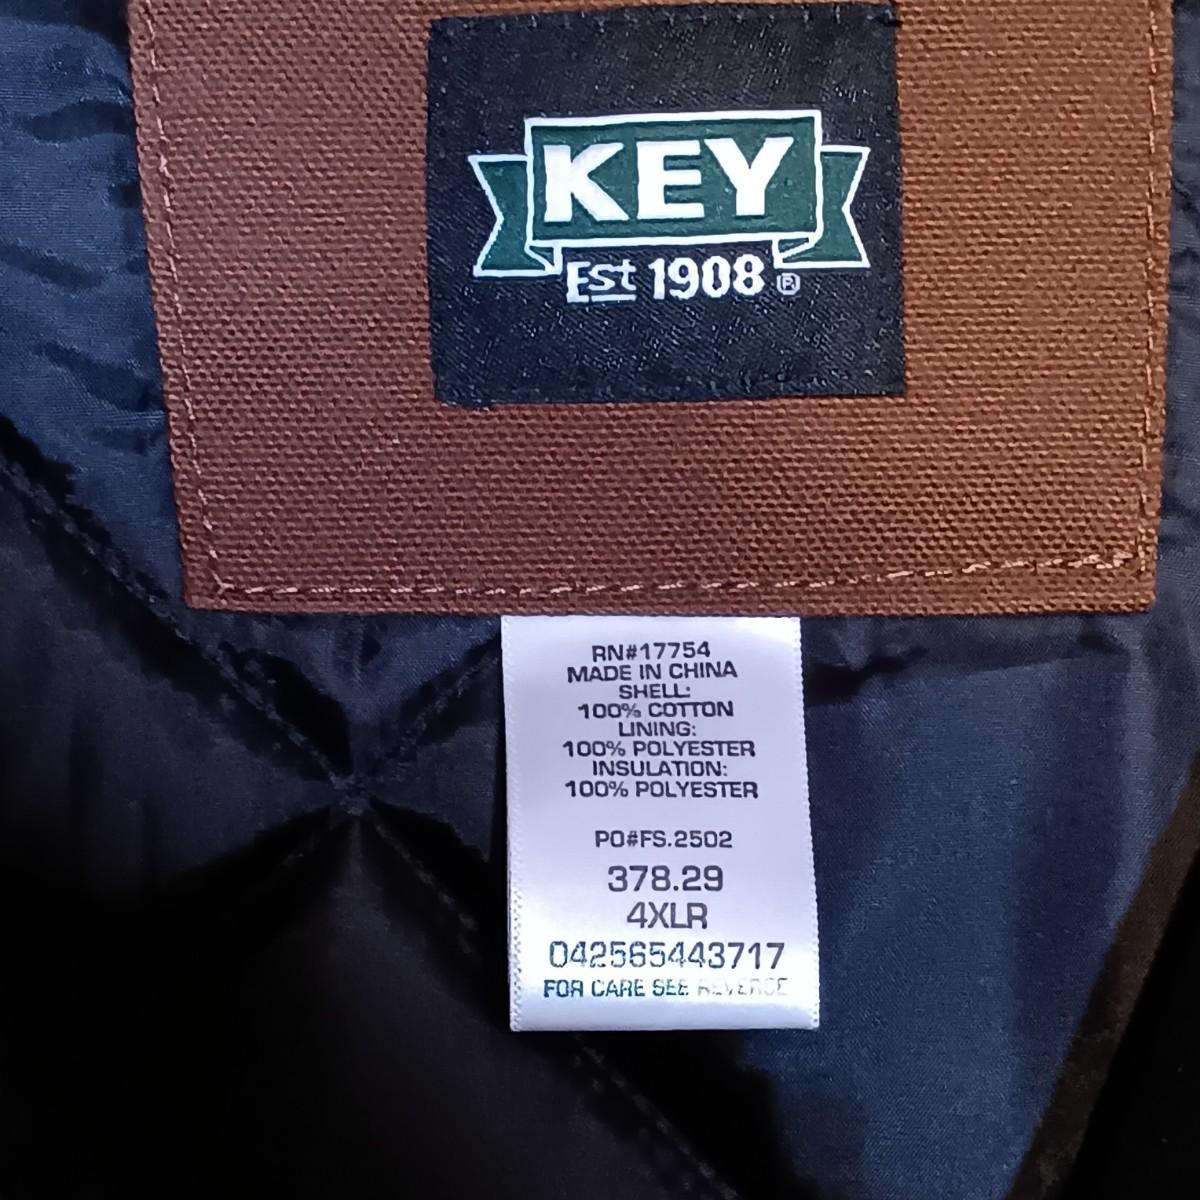 KEY
Est 1908 ®
RN#17754
MADE IN CHINA
SHELL:
100% COTTON
LINING:
100% POLYESTER
INSULATION:
100% POLYESTER
PO#FS.2502
378.29
4XLR
042565443717
FOR CARE SEE REVERSE